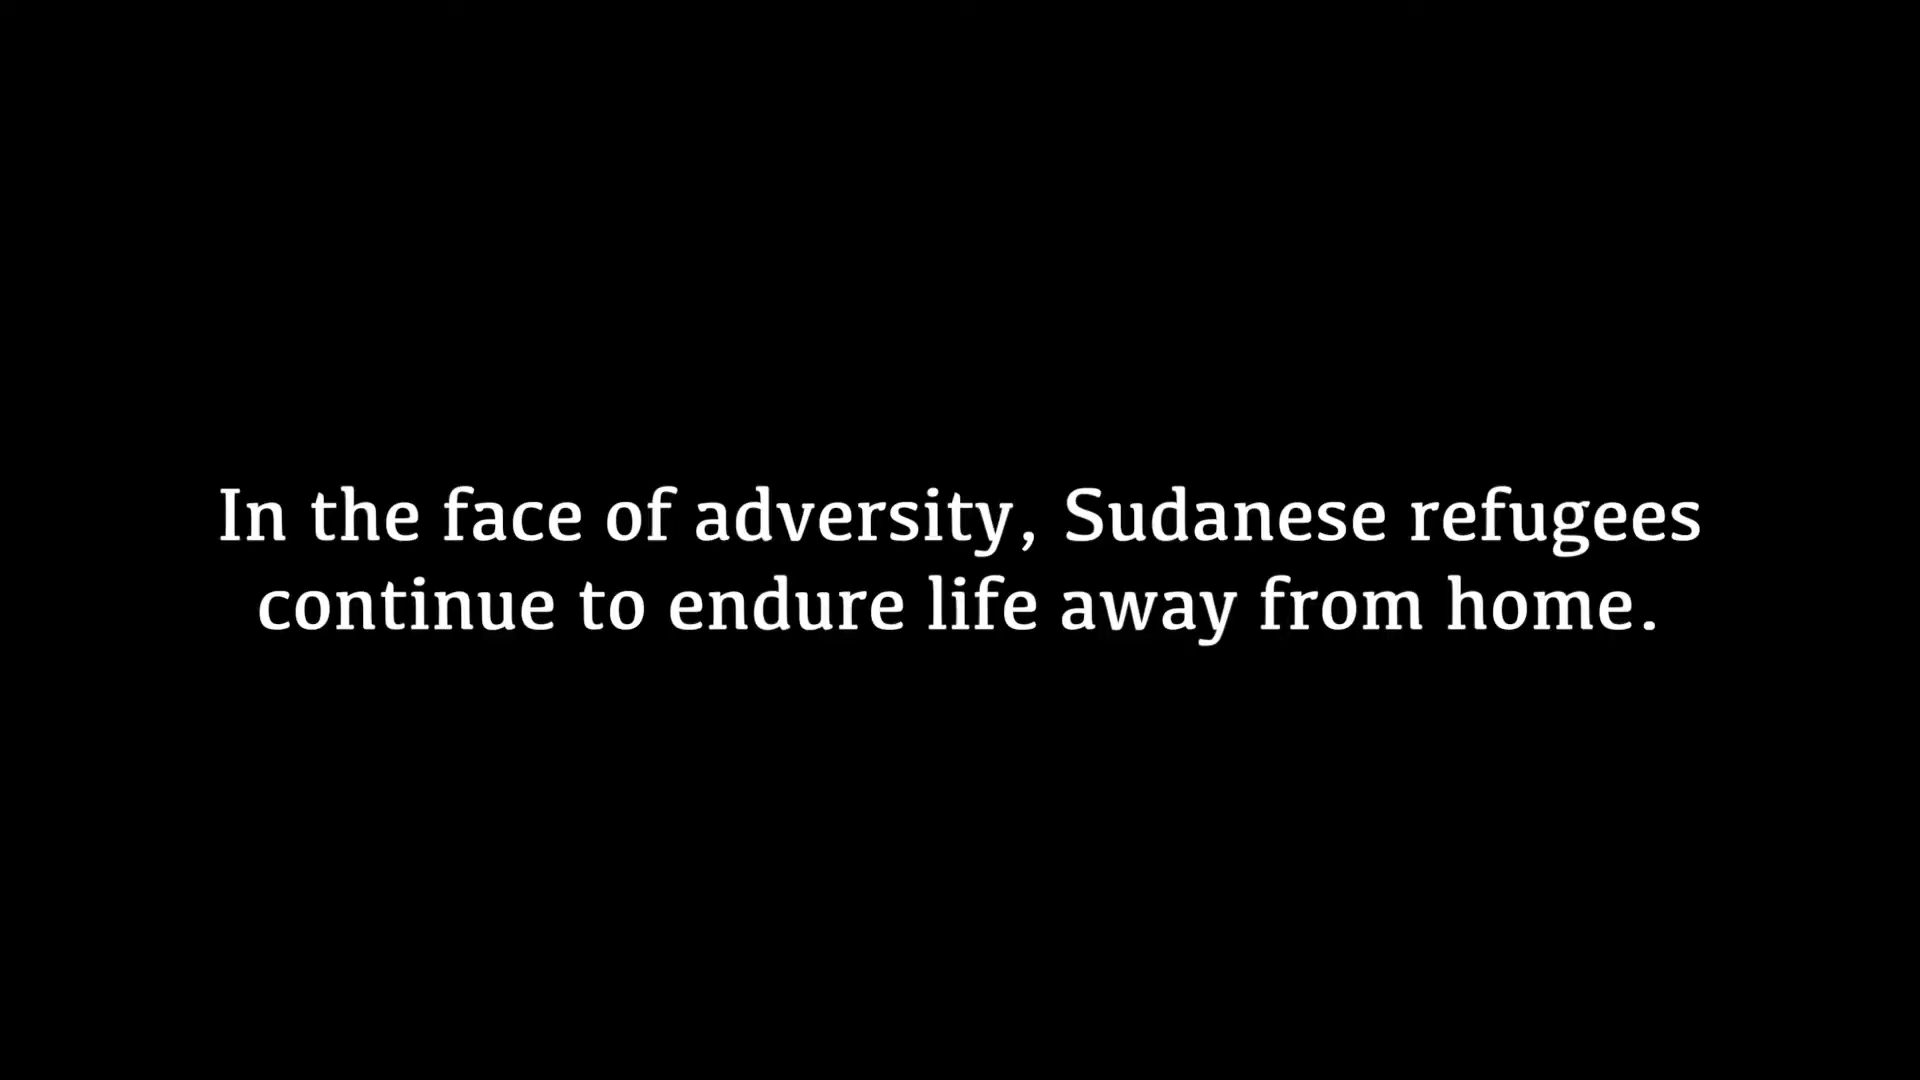 In the face of adversity, Sudanese refugees
continue to endure life away from home.